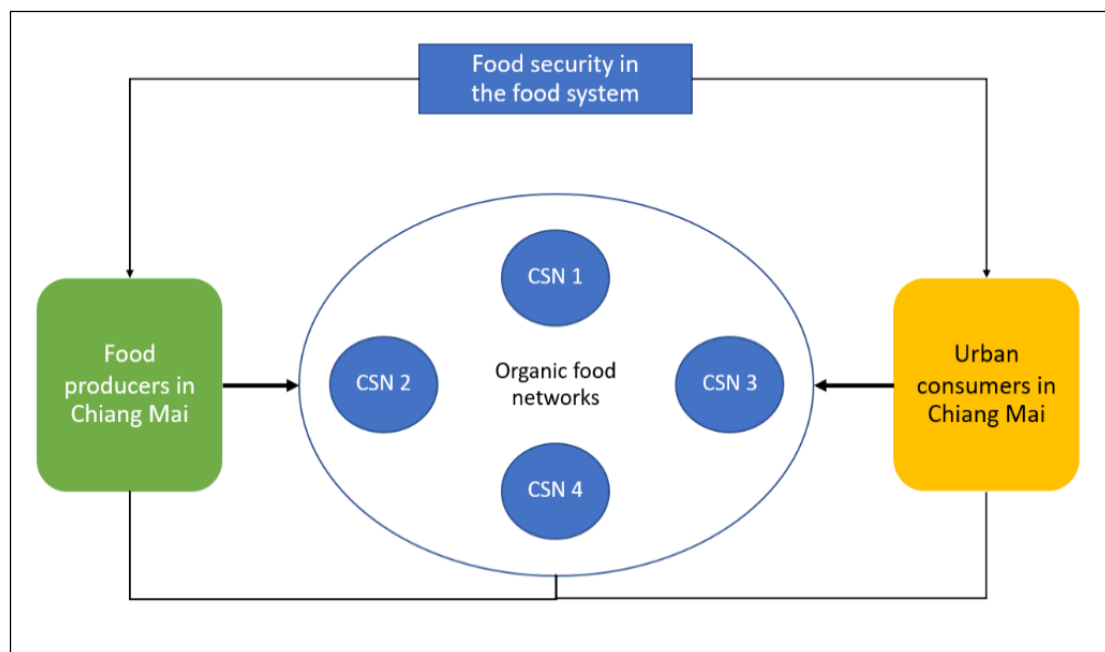 Food security in
the food system
CSN 1
Food
producers in
Chiang Mai
CSN 2
Organic food
networks
CSN 3
Urban
consumers in
Chiang Mai
CSN 4